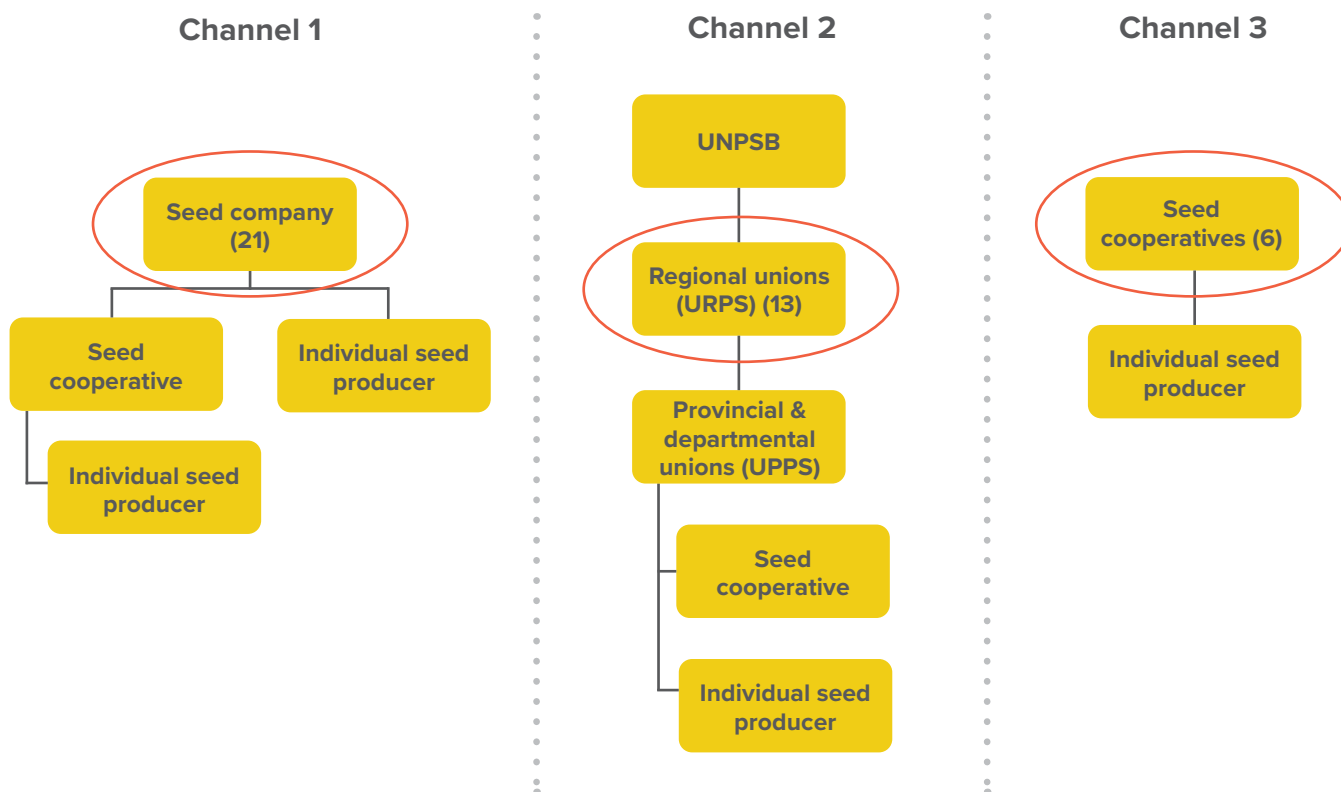 Channel 1
Seed company
(21)
Seed
cooperative
Individual seed
producer
Individual seed
producer
Channel 2
UNPSB
Regional unions
(URPS) (13)
Provincial &
departmental
unions (UPPS)
Seed
cooperative
Individual seed
producer
Channel 3
Seed
cooperatives (6)
Individual seed
producer